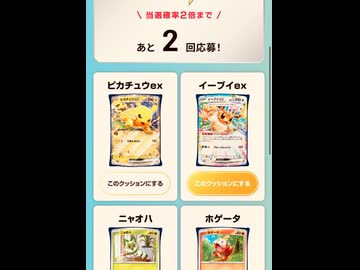 \ 当選確率2倍まで /
あと 2 回応募！
ピカチュウex
イーブイex
このクッションにする
このクッションにする
ニャオハ
ホゲータ